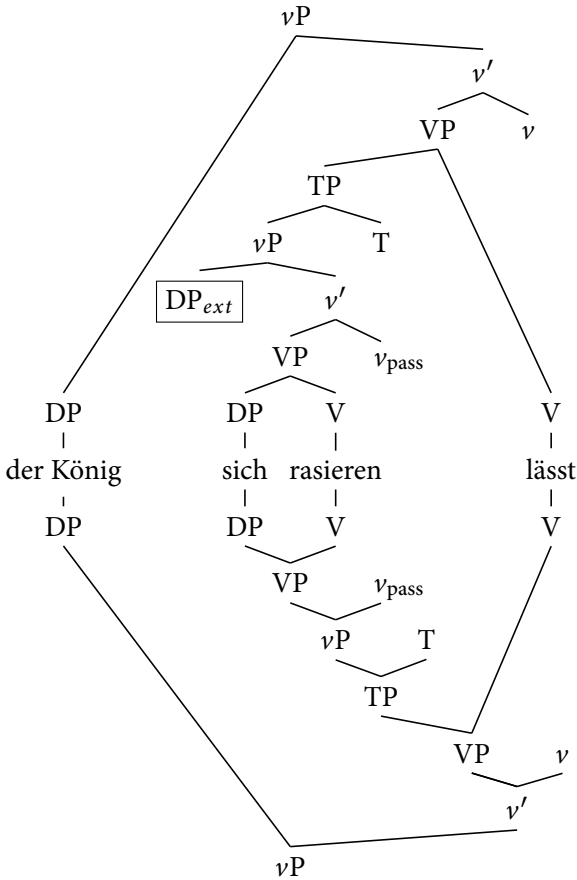 vP
v′
VP v
TP
vP T
DPext v′
VP vpass
DP DP V V
der König sich rasieren lässt
DP DP V V
VP vpass
vP T
TP
VP v
v′
vP